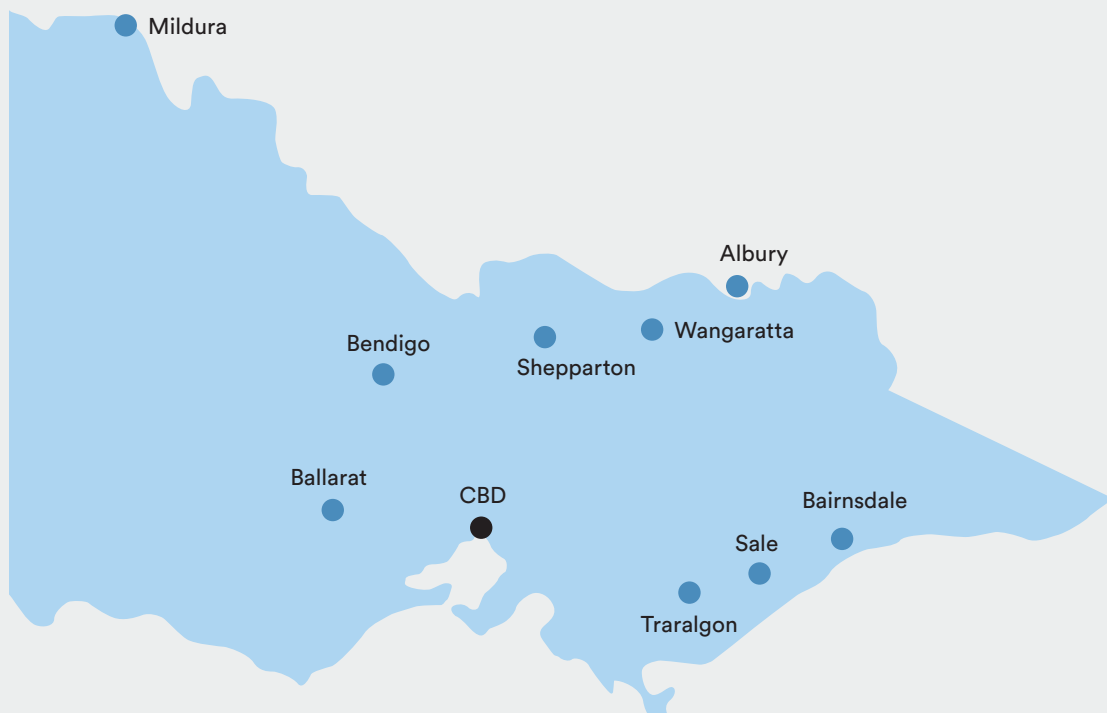 Mildura
Albury
Wangaratta
Bendigo
Shepparton
Ballarat
CBD
Bairnsdale
Sale
Traralgon